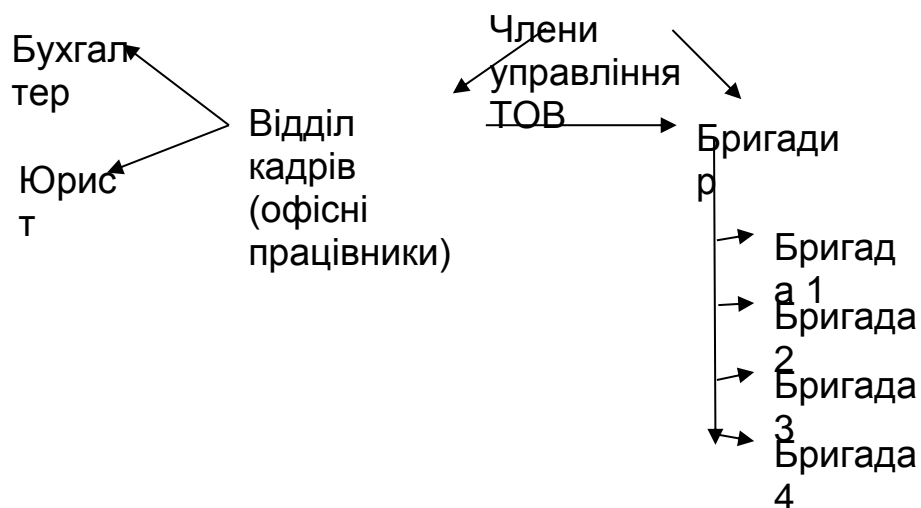 Бухгал
тер
Юрис
т
Відділ
кадрів
(офісні
працівники)
Члени
управління
ТОВ
Бригади
р
Бригад
а 1
Бригада
2
Бригада
3
Бригада
4